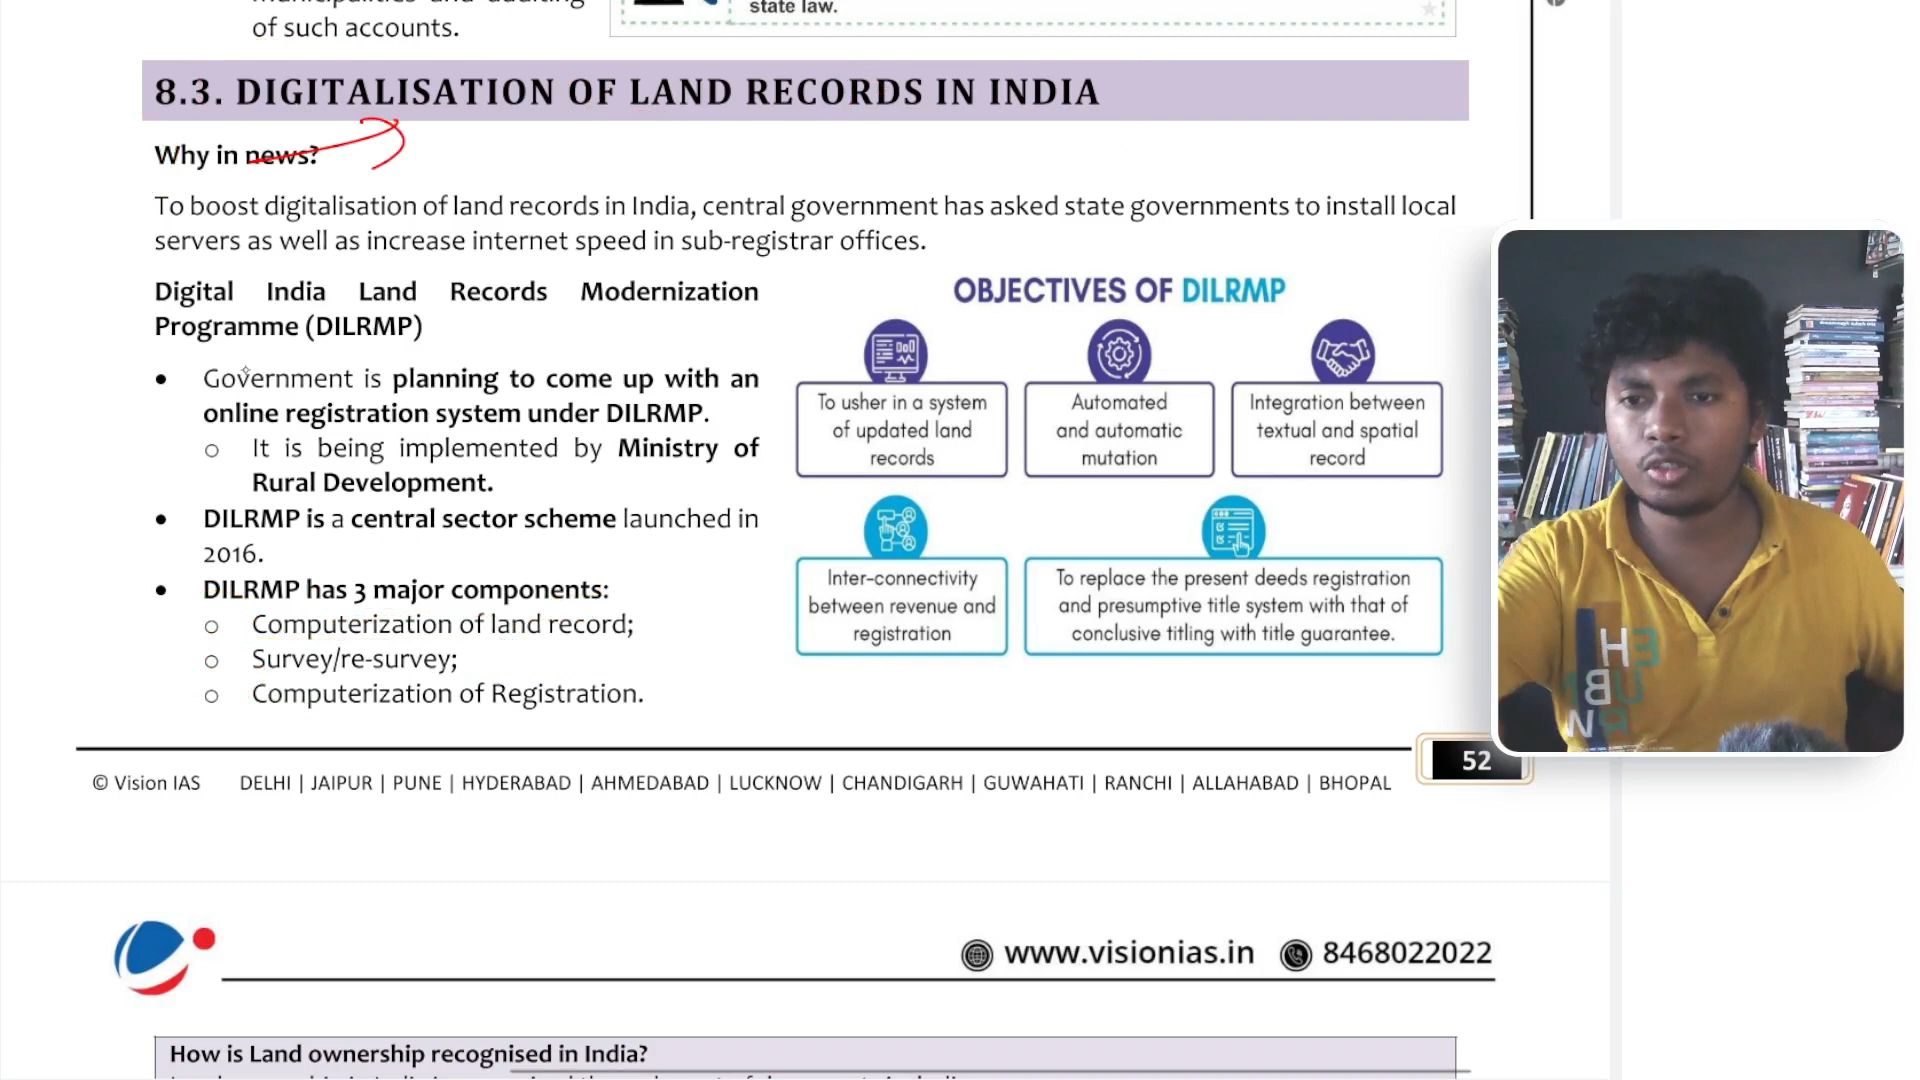 of such accounts.
state law.
8.3. DIGITALISATION OF LAND RECORDS IN INDIA
Why in news?
To boost digitalisation of land records in India, central government has asked state governments to install local
servers as well as increase internet speed in sub-registrar offices.
Digital India Land Records Modernization
Programme (DILRMP)
• Government is planning to come up with an
online registration system under DILRMP.
o It is being implemented by Ministry of
Rural Development.
• DILRMP is a central sector scheme launched in
2016.
• DILRMP has 3 major components:
o Computerization of land record;
o Survey/re-survey;
o Computerization of Registration.
OBJECTIVES OF DILRMP
To usher in a system
of updated land
records
Automated
and automatic
mutation
Integration between
textual and spatial
record
Inter-connectivity
between revenue and
registration
To replace the present deeds registration
and presumptive title system with that of
conclusive titling with title guarantee.
52
© Vision IAS DELHI | JAIPUR | PUNE | HYDERABAD | AHMEDABAD | LUCKNOW | CHANDIGARH | GUWAHATI | RANCHI | ALLAHABAD | BHOPAL
www.visionias.in 8468022022
How is Land ownership recognised in India?